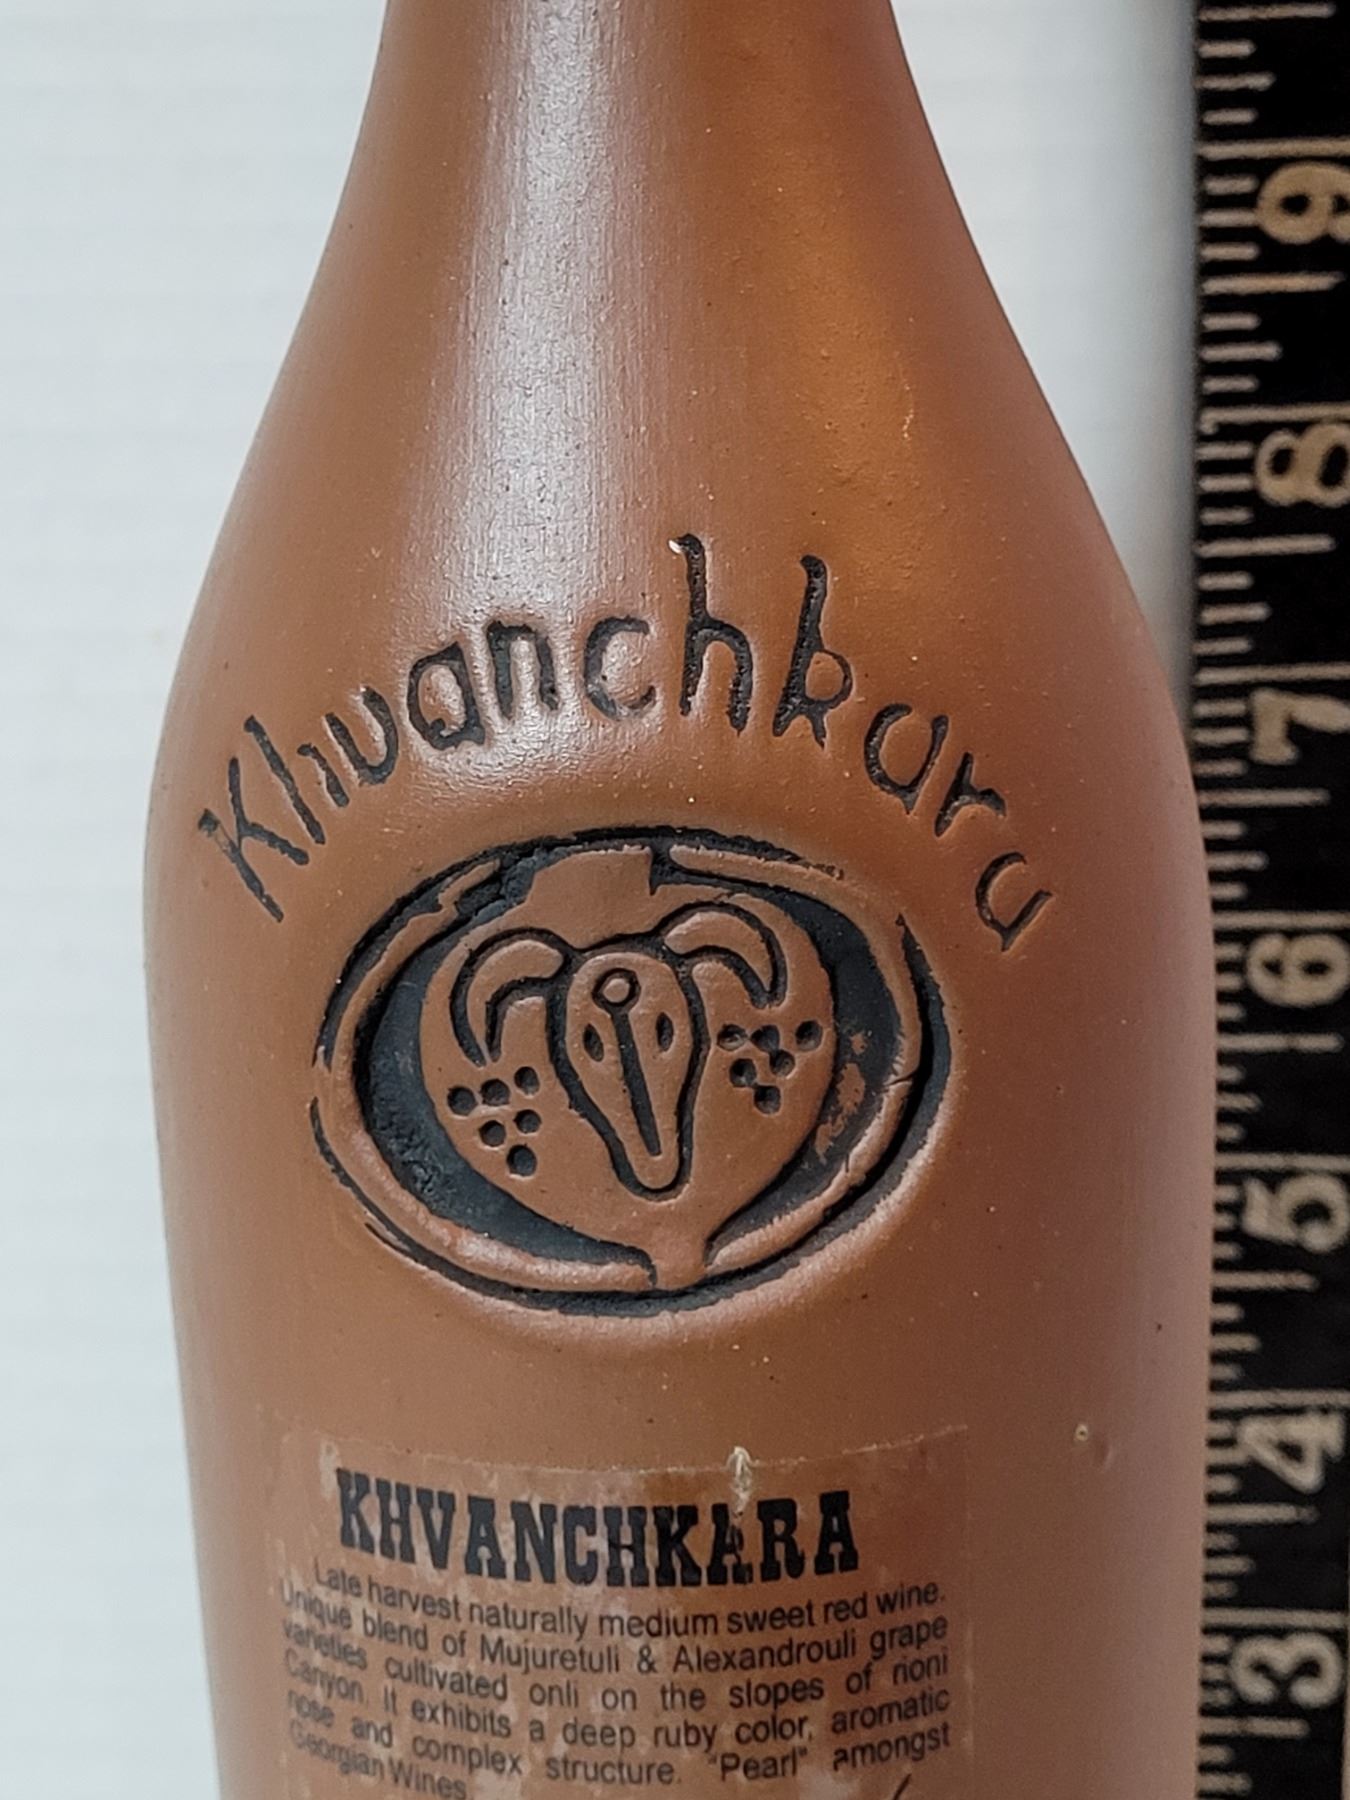 Khvanchkara
KHVANCHKARA
Late harvest naturally medium sweet red wine.
Unique blend of Mujuretuli & Alexandrouli grape
varieties cultivated onli on the slopes of rioni
Canyon. It exhibits a deep ruby color, aromatic
nose and complex structure. "Pearl" amongst
Georgian Wines
9
8
7
6
5
4
3